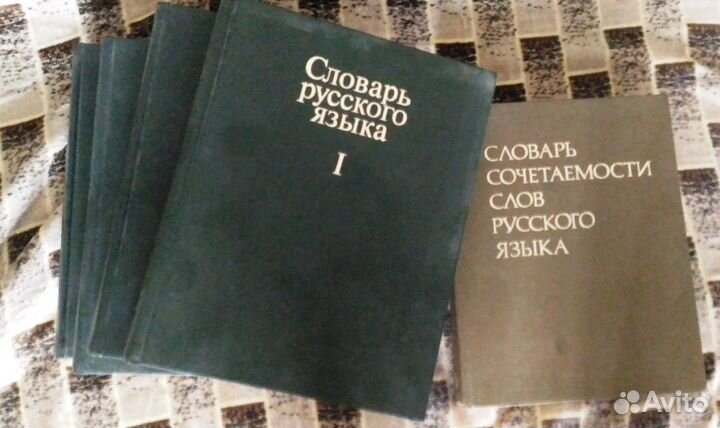 Словарь
русского
языка
I
СЛОВАРЬ
СОЧЕТАЕМОСТИ
СЛОВ
РУССКОГО
ЯЗЫКА
Avito